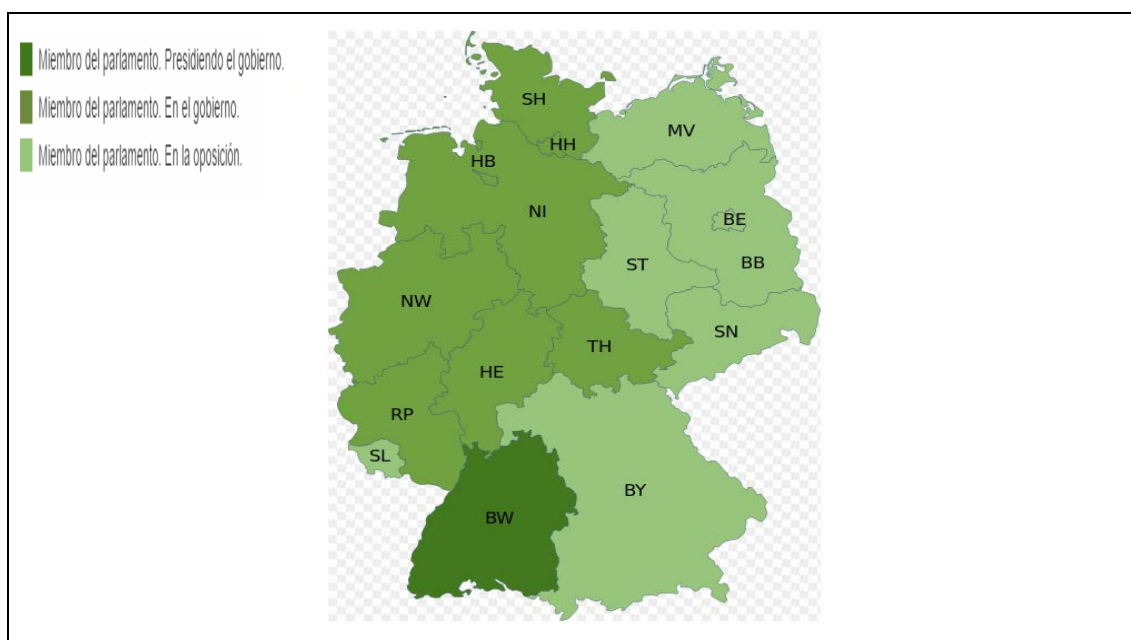 Miembro del parlamento. Presidiendo el gobierno.
Miembro del parlamento. En el gobierno.
Miembro del parlamento. En la oposición.
SH
HH
MV
HB
NI
BE
ST
BB
NW
SN
TH
HE
RP
SL
BY
BW